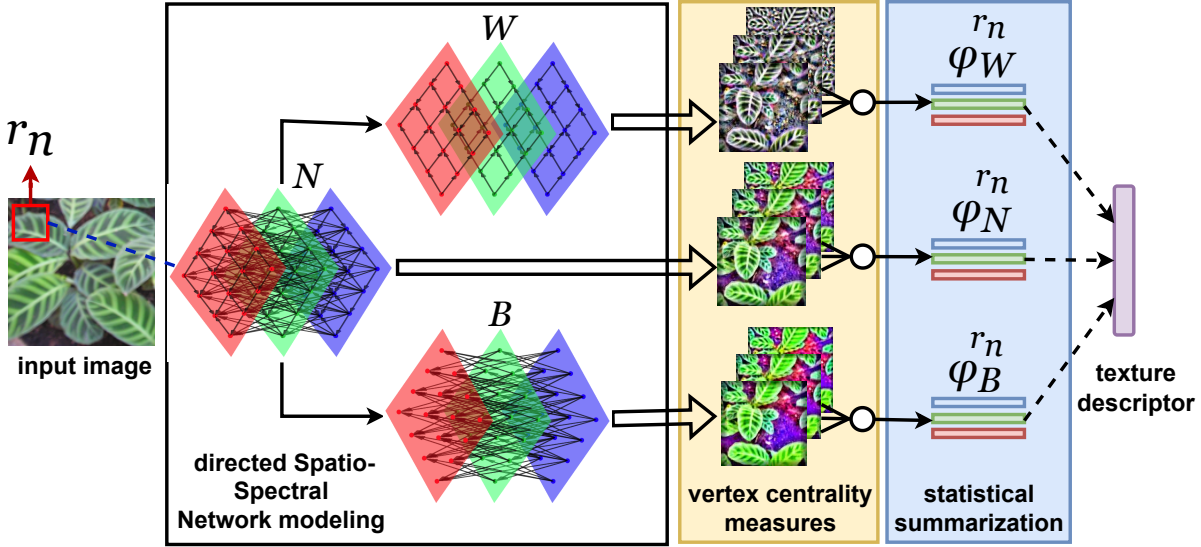 r_n
input image
N
W
B
directed Spatio-
Spectral
Network modeling
vertex centrality
measures
r_n
φ_W
r_n
φ_N
r_n
φ_B
statistical
summarization
texture
descriptor